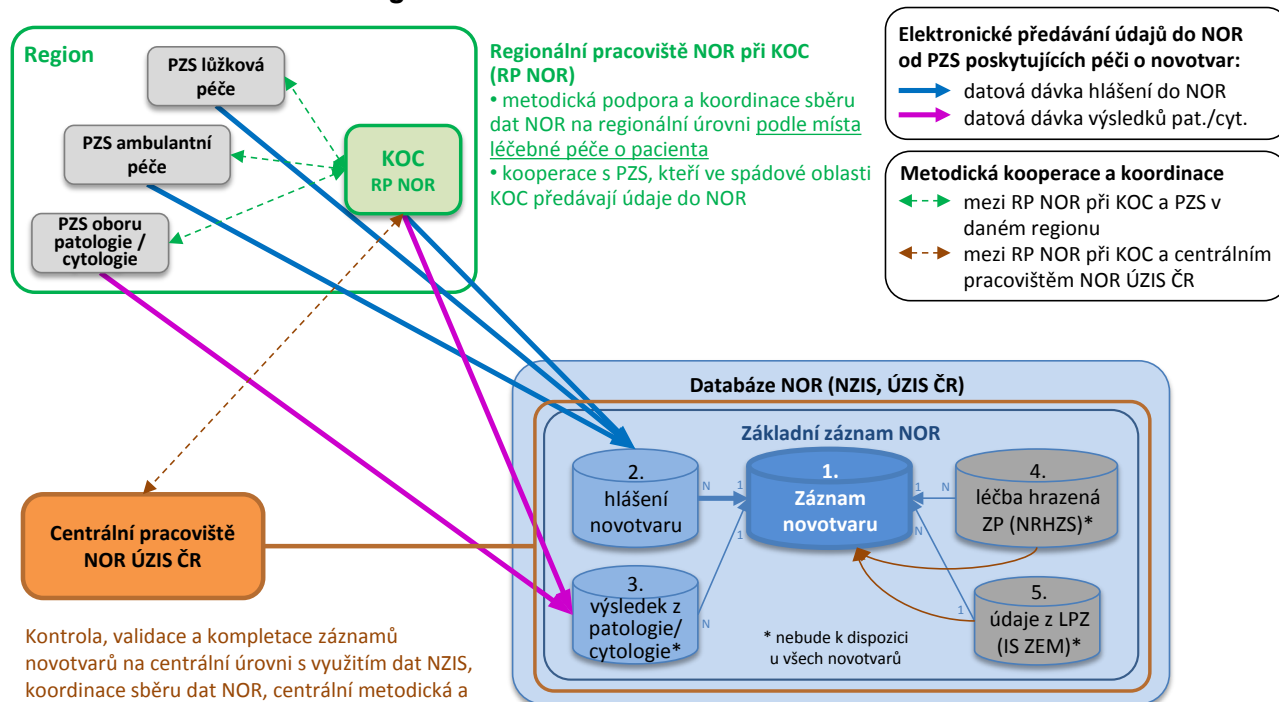 Region
PZS lůžková
péče
PZS ambulantní
péče
PZS oboru
patologie /
cytologie
KOC
RP NOR
Regionální pracoviště NOR při KOC
(RP NOR)
• metodická podpora a koordinace sběru
dat NOR na regionální úrovni podle místa
léčebné péče o pacienta
• kooperace s PZS, kteří ve spádové oblasti
KOC předávají údaje do NOR
Elektronické předávání údajů do NOR
od PZS poskytujících péči o novotvar:
datová dávka hlášení do NOR
datová dávka výsledků pat./cyt.
Metodická kooperace a koordinace
mezi RP NOR při KOC a PZS v
daném regionu
mezi RP NOR při KOC a centrálním
pracovištěm NOR ÚZIS ČR
Databáze NOR (NZIS, ÚZIS ČR)
Základní záznam NOR
2.
hlášení
novotvaru
N
1
1
1.
Záznam
novotvaru
1
N
N
4.
léčba hrazená
ZP (NRHZS)*
3.
výsledek z
patologie/
cytologie*
N
* nebude k dispozici
u všech novotvarů
1
5.
údaje z LPZ
(IS ZEM)*
Centrální pracoviště
NOR ÚZIS ČR
Kontrola, validace a kompletace záznamů
novotvarů na centrální úrovni s využitím dat NZIS,
koordinace sběru dat NOR, centrální metodická a